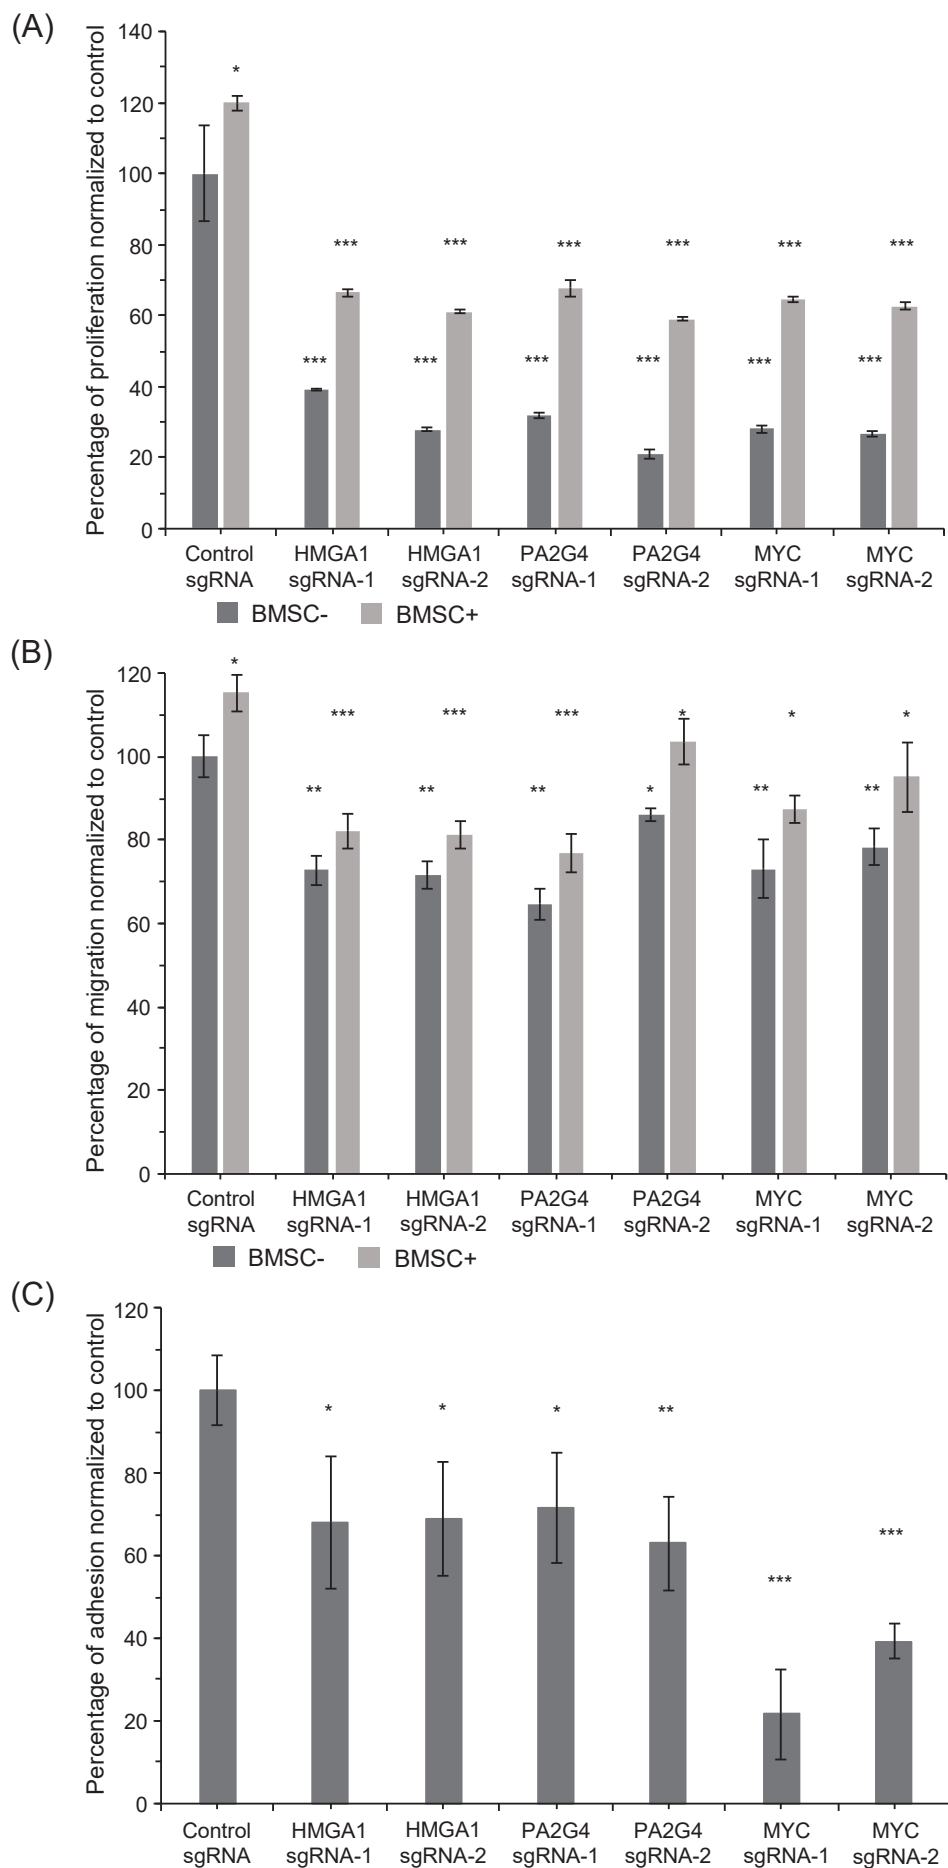 (A)
Percentage of proliferation normalized to control
140
120
100
80
60
40
20
0
*
*** *** *** *** *** ***
*** *** *** *** *** ***
Control sgRNA
HMGA1 sgRNA-1
HMGA1 sgRNA-2
PA2G4 sgRNA-1
PA2G4 sgRNA-2
MYC sgRNA-1
MYC sgRNA-2
BMSC- BMSC+
(B)
Percentage of migration normalized to control
120
100
80
60
40
20
0
*
*** *** *** * * *
** ** ** * ** **
Control sgRNA
HMGA1 sgRNA-1
HMGA1 sgRNA-2
PA2G4 sgRNA-1
PA2G4 sgRNA-2
MYC sgRNA-1
MYC sgRNA-2
BMSC- BMSC+
(C)
Percentage of adhesion normalized to control
120
100
80
60
40
20
0
* * * ** *** ***
Control sgRNA
HMGA1 sgRNA-1
HMGA1 sgRNA-2
PA2G4 sgRNA-1
PA2G4 sgRNA-2
MYC sgRNA-1
MYC sgRNA-2